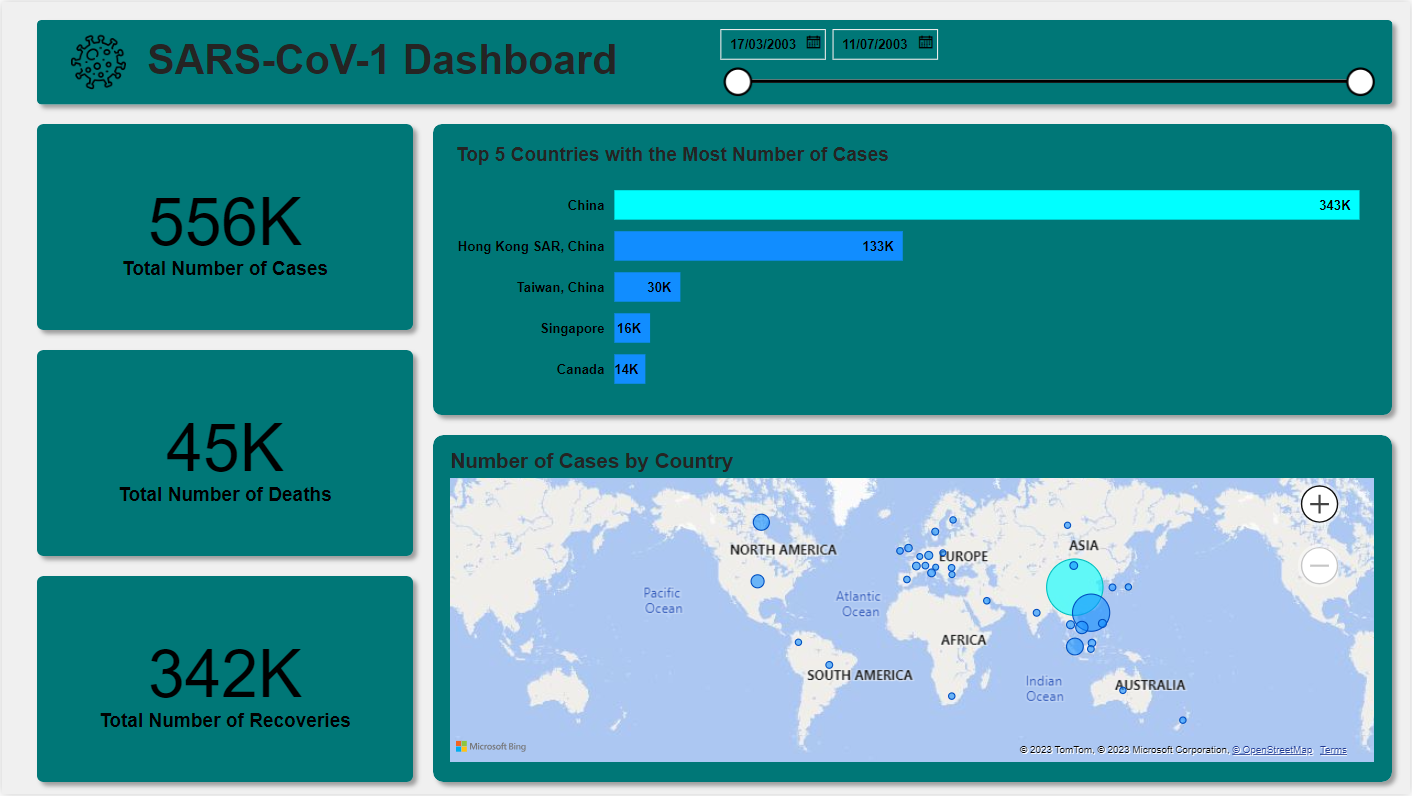 SARS-CoV-1 Dashboard
17/03/2003
11/07/2003
556K
Total Number of Cases
45K
Total Number of Deaths
342K
Total Number of Recoveries
Top 5 Countries with the Most Number of Cases
China 343K
Hong Kong SAR, China 133K
Taiwan, China 30K
Singapore 16K
Canada 14K
Number of Cases by Country
NORTH AMERICA
EUROPE
ASIA
Pacific
Ocean
Atlantic
Ocean
AFRICA
SOUTH AMERICA
Indian
Ocean
AUSTRALIA
Microsoft Bing
© 2023 TomTom, © 2023 Microsoft Corporation, © OpenStreetMap Terms